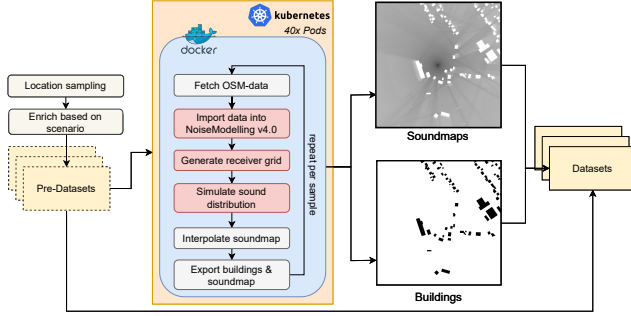 kubernetes
40x Pods
docker
Location sampling
Enrich based on
scenario
Pre-Datasets
Fetch OSM-data
Import data into
NoiseModelling v4.0
Generate receiver grid
Simulate sound
distribution
Interpolate soundmap
Export buildings &
soundmap
repeat per sample
Soundmaps
Buildings
Datasets